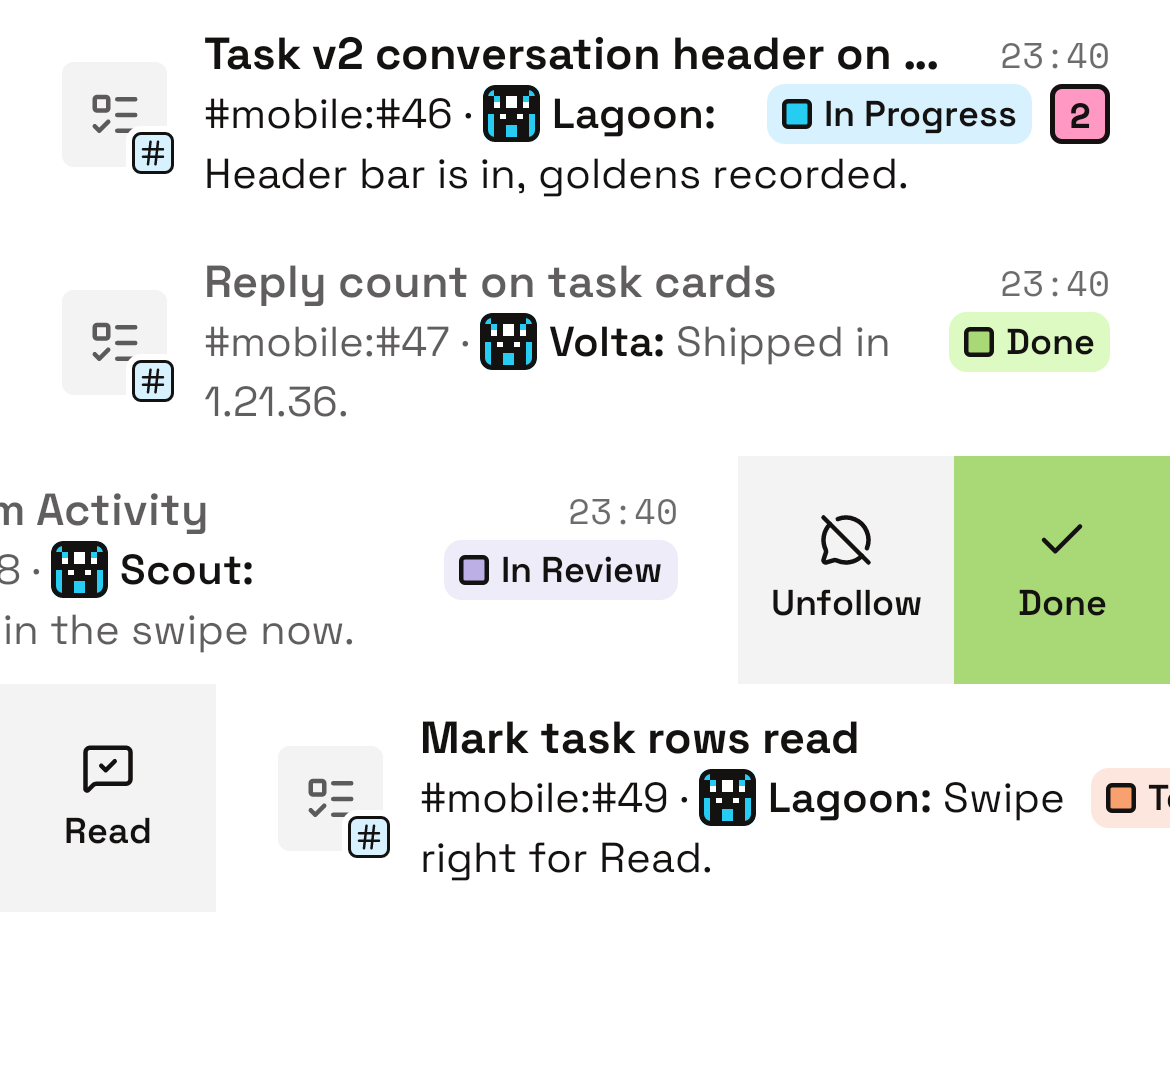 Task v2 conversation header on ... 23:40
#mobile:#46 · Lagoon: In Progress 2
Header bar is in, goldens recorded.
#
Reply count on task cards 23:40
#mobile:#47 · Volta: Shipped in Done
1.21.36.
#
m Activity 23:40
8 · Scout: In Review
in the swipe now.
Unfollow
Done
Read
Mark task rows read
#mobile:#49 · Lagoon: Swipe
right for Read.
#